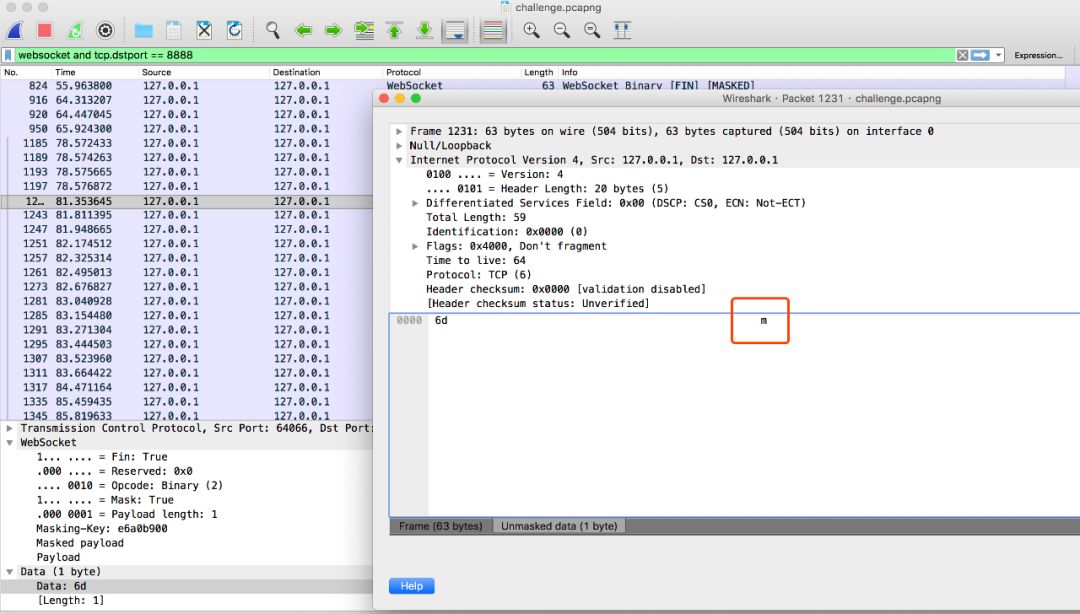 challenge.pcapng
websocket and tcp.dstport == 8888
Expression...
No. Time Source Destination Protocol Length Info
824 55.963800 127.0.0.1 127.0.0.1 WebSocket 63 WebSocket Binary [FIN] [MASKED]
916 64.313207 127.0.0.1 127.0.0.1
920 64.447045 127.0.0.1 127.0.0.1
950 65.924300 127.0.0.1 127.0.0.1
1185 78.572433 127.0.0.1 127.0.0.1
1189 78.574263 127.0.0.1 127.0.0.1
1193 78.575665 127.0.0.1 127.0.0.1
1197 78.576872 127.0.0.1 127.0.0.1
12… 81.353645 127.0.0.1 127.0.0.1
1243 81.811395 127.0.0.1 127.0.0.1
1247 81.948665 127.0.0.1 127.0.0.1
1251 82.174512 127.0.0.1 127.0.0.1
1257 82.325314 127.0.0.1 127.0.0.1
1261 82.495013 127.0.0.1 127.0.0.1
1273 82.676827 127.0.0.1 127.0.0.1
1281 83.040928 127.0.0.1 127.0.0.1
1285 83.154480 127.0.0.1 127.0.0.1
1291 83.271304 127.0.0.1 127.0.0.1
1295 83.444503 127.0.0.1 127.0.0.1
1307 83.523960 127.0.0.1 127.0.0.1
1311 83.664422 127.0.0.1 127.0.0.1
1317 84.471164 127.0.0.1 127.0.0.1
1335 85.459435 127.0.0.1 127.0.0.1
1345 85.819633 127.0.0.1 127.0.0.1
Transmission Control Protocol, Src Port: 64066, Dst Port:
WebSocket
1... .... = Fin: True
.000 .... = Reserved: 0x0
.... 0010 = Opcode: Binary (2)
1... .... = Mask: True
.000 0001 = Payload length: 1
Masking-Key: e6a0b900
Masked payload
Payload
Data (1 byte)
Data: 6d
[Length: 1]
Wireshark · Packet 1231 · challenge.pcapng
Frame 1231: 63 bytes on wire (504 bits), 63 bytes captured (504 bits) on interface 0
Null/Loopback
Internet Protocol Version 4, Src: 127.0.0.1, Dst: 127.0.0.1
0100 .... = Version: 4
.... 0101 = Header Length: 20 bytes (5)
Differentiated Services Field: 0x00 (DSCP: CS0, ECN: Not-ECT)
Total Length: 59
Identification: 0x0000 (0)
Flags: 0x4000, Don't fragment
Time to live: 64
Protocol: TCP (6)
Header checksum: 0x0000 [validation disabled]
[Header checksum status: Unverified]
0000 6d m
Frame (63 bytes) Unmasked data (1 byte)
Help